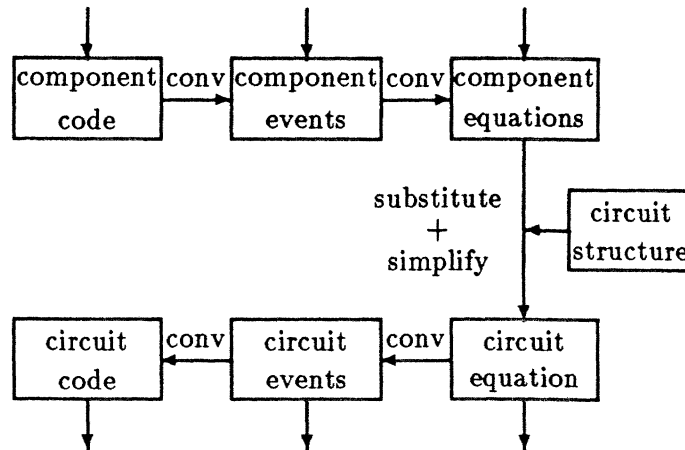 component conv component conv component
code events equations
substitute
+
simplify
circuit
structure
circuit conv circuit conv circuit
code events equation